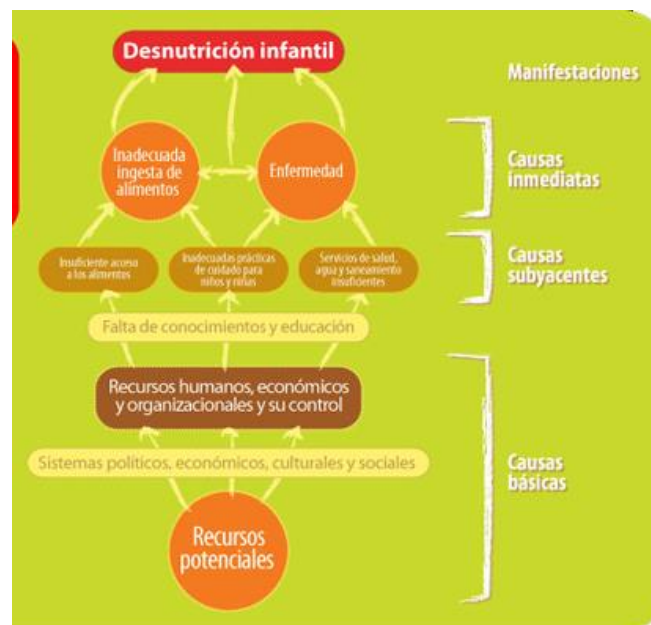 Desnutrición infantil
Manifestaciones
Inadecuada
ingesta de
alimentos
Enfermedad
Causas
inmediatas
Insuficiente acceso
a los alimentos
Inadecuadas prácticas
de cuidado para
niños y niñas
Servicios de salud,
agua y saneamiento
insuficientes
Causas
subyacentes
Falta de conocimientos y educación
Recursos humanos, económicos
y organizacionales y su control
Sistemas políticos, económicos, culturales y sociales
Causas
básicas
Recursos
potenciales